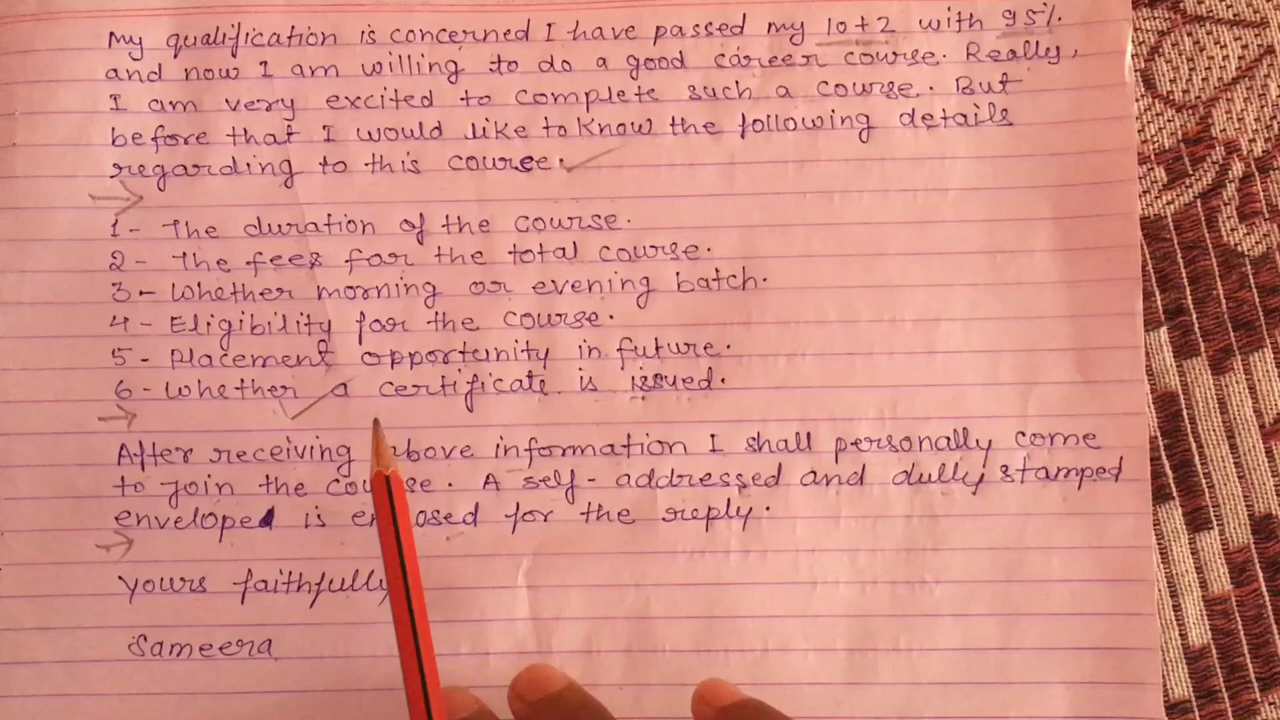 My qualification is concerned I have passed my 10+2 with 95%.
and now I am willing to do a good career course. Really,
I am very excited to complete such a course. But
before that I would like to know the following details
regarding to this course.
1- The duration of the course.
2- The fees for the total course.
3- Whether morning or evening batch.
4- Eligibility for the course.
5- Placement opportunity in future.
6- Whether a certificate is issued.
After receiving above information I shall personally come
to join the course. A self-addressed and dully stamped
enveloped is enclosed for the reply.
Yours faithfully
Sameera